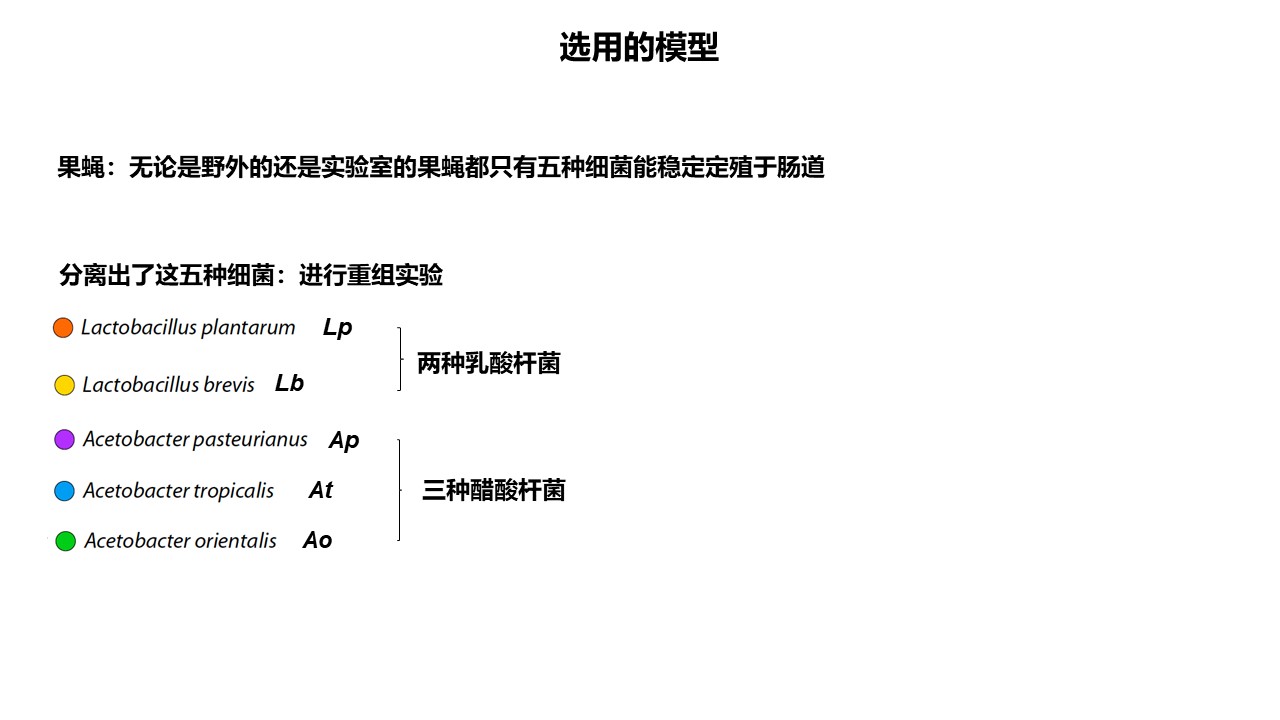 选用的模型
果蝇：无论是野外的还是实验室的果蝇都只有五种细菌能稳定定殖于肠道
分离出了这五种细菌：进行重组实验
Lactobacillus plantarum Lp
Lactobacillus brevis Lb
两种乳酸杆菌
Acetobacter pasteurianus Ap
Acetobacter tropicalis At
三种醋酸杆菌
Acetobacter orientalis Ao